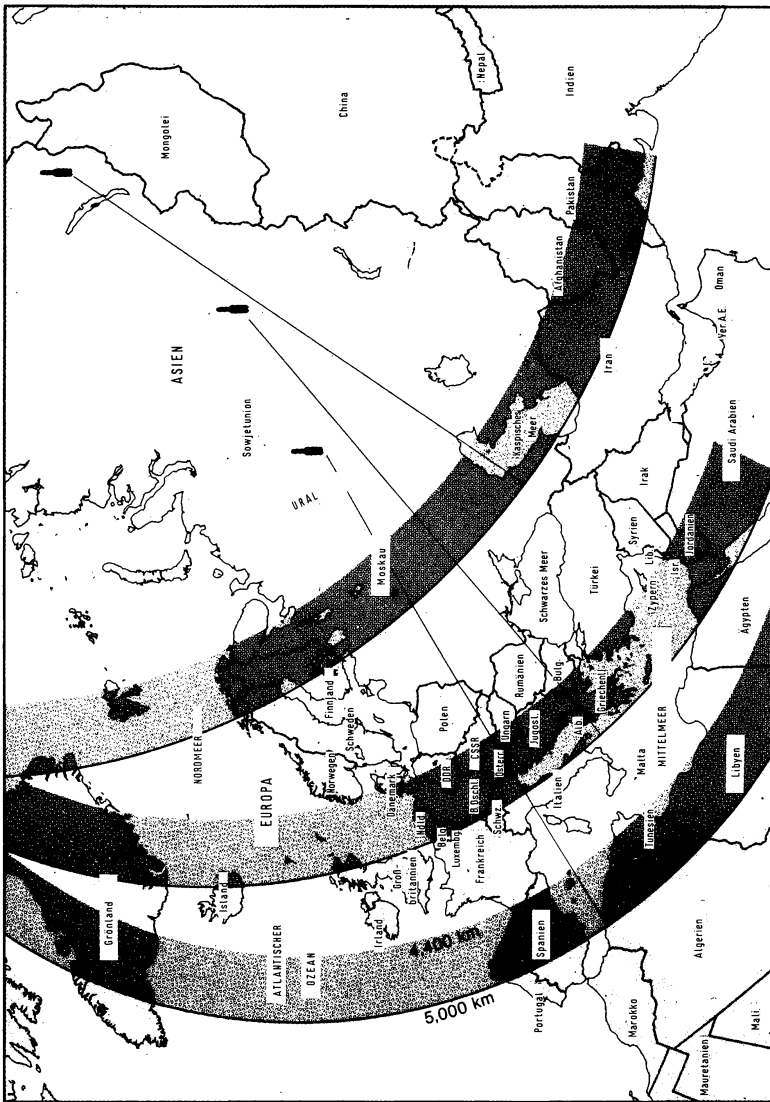 Mongolei
China
Nepal
Indien
ASIEN
Sowjetunion
URAL
Pakistan
Afghanistan
Iran
Oman
Ver.A.E.
Saudi Arabien
Irak
Kaspisches
Meer
Moskau
Syrien
Jordanien
Lib.
Isr.
Zypern
Türkei
Schwarzes Meer
Ägypten
Finnland
Schweden
Norwegen
NORDMEER
EUROPA
Polen
Rumänien
Bulg.
Ungarn
Jugosl.
Griechenl.
Alb.
ČSSR
Österr.
DDR
B.Dschl.
Schwz.
Dänemark
Belg.
Luxembg.
Frankreich
Italien
Malta
MITTELMEER
Libyen
Tunesien
Groß-
britannien
Irland
Island
Grönland
ATLANTISCHER
OZEAN
4,400 km
5,000 km
Spanien
Portugal
Marokko
Algerien
Mauretanien
Mali